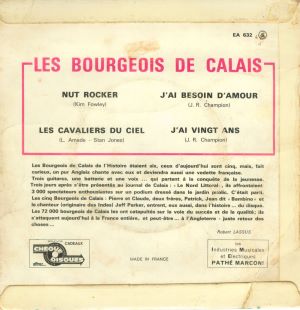 EA 632
LES BOURGEOIS DE CALAIS
NUT ROCKER
(Kim Fowley)
J'AI BESOIN D'AMOUR
(J. R. Champion)
LES CAVALIERS DU CIEL
(L. Amade - Stan Jones)
J'AI VINGT ANS
(J. R. Champion)
Les Bourgeois de Calais de l'Histoire étaient six, ceux d'aujourd'hui sont cinq, mais, fait
curieux, on pur Anglais chante avec eux et deviendra aussi une vedette française.
Trois guitares, une batterie et une voix ... qui partent à la conquête de la jeunesse.
Trois jours après s'être présentés au journal de Calais : « Le Nord Littoral », ils affrontaient
3 000 spectateurs enthousiastes sur un podium dressé dans le jardin public. C'était parti.
Les cinq Bourgeois de Calais : Pierre et Claude, deux frères, Patrick, Jean dit « Bambino » et
le chanteur (originaire des Indes) Jeff Parker, entrent, eux aussi, dans l'histoire ... du disque.
Les 72 000 bourgeois de Calais les ont catapultés sur la voie du succès et de la qualité; ils
s'attaquent aujourd'hui à la France entière, et peut-être ... à l'Angleterre - juste retour des
choses ...
Robert LASSUS
CADEAUX
DISQUES
MADE IN FRANCE
Industries Musicales
et Electriques
PATHÉ MARCONI